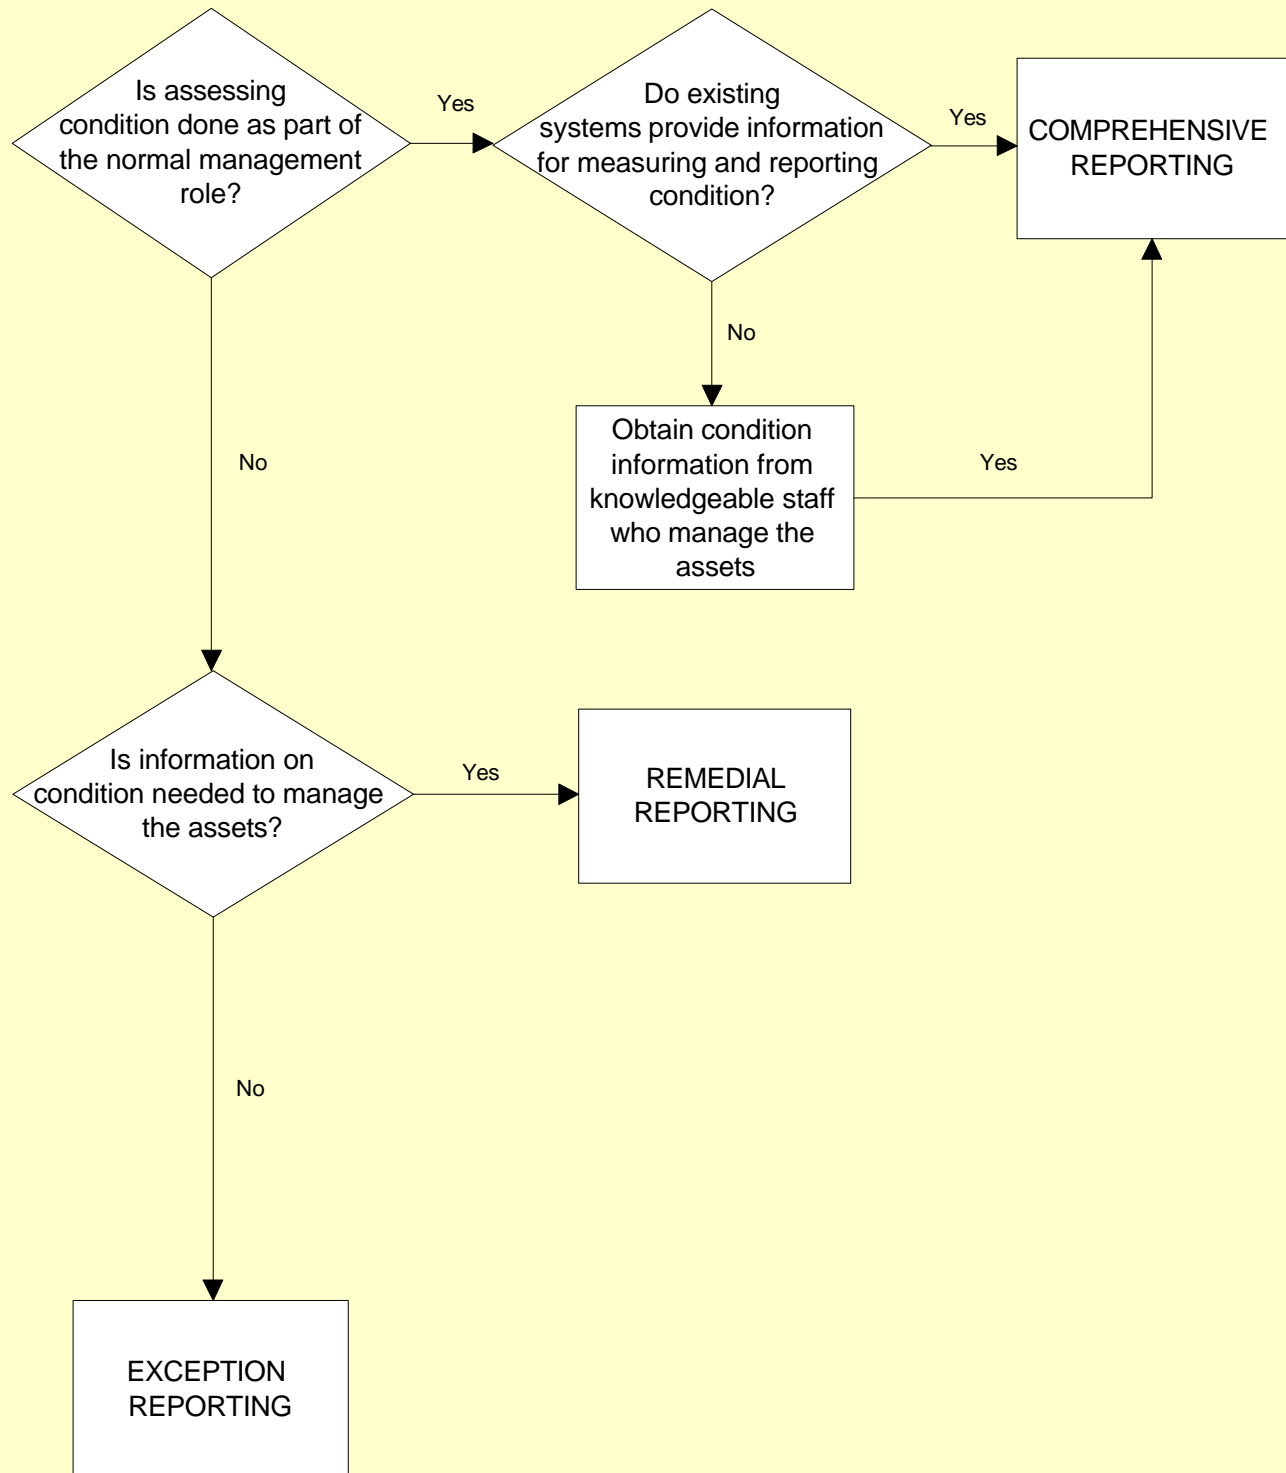 Is assessing
condition done as part of
the normal management
role?
Yes
Do existing
systems provide information
for measuring and reporting
condition?
Yes
COMPREHENSIVE
REPORTING
No
Obtain condition
information from
knowledgeable staff
who manage the
assets
Yes
No
Is information on
condition needed to manage
the assets?
Yes
REMEDIAL
REPORTING
No
EXCEPTION
REPORTING